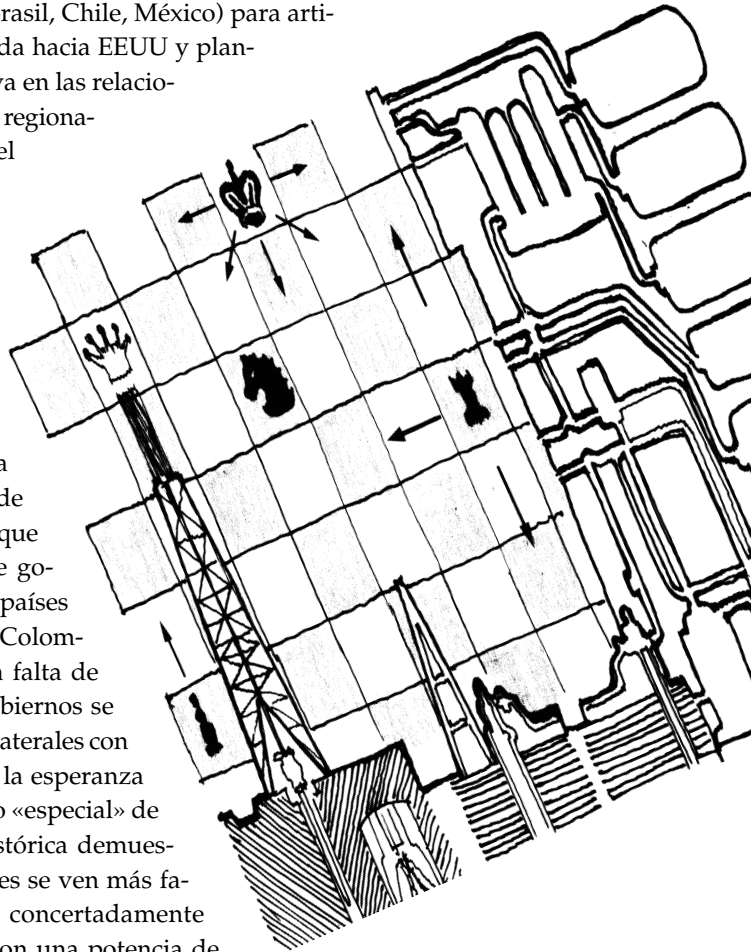 rasil, Chile, México) para arti-
da hacia EEUU y plan-
va en las relacio-
regiona-
el
a
de
que
e go-
países
Colom-
falta de
biernos se
aterales con
la esperanza
o «especial» de
stórica demues-
es se ven más fa-
concertadamente
on una potencia de